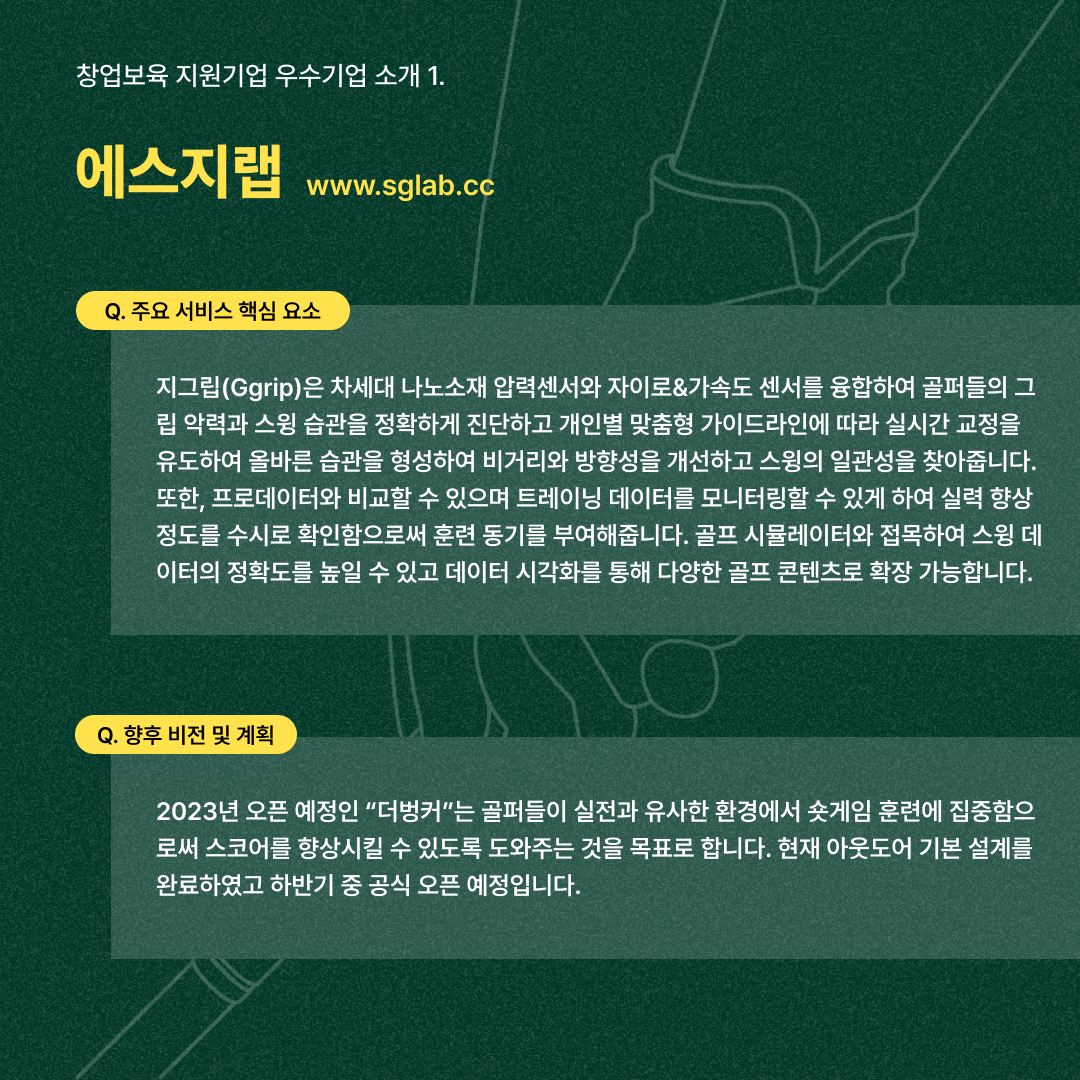 창업보육 지원기업 우수기업 소개 1.
에스지랩 www.sglab.cc
Q. 주요 서비스 핵심 요소
지그립(Ggrip)은 차세대 나노소재 압력센서와 자이로&가속도 센서를 융합하여 골퍼들의 그
립 악력과 스윙 습관을 정확하게 진단하고 개인별 맞춤형 가이드라인에 따라 실시간 교정을
유도하여 올바른 습관을 형성하여 비거리와 방향성을 개선하고 스윙의 일관성을 찾아줍니다.
또한, 프로데이터와 비교할 수 있으며 트레이닝 데이터를 모니터링할 수 있게 하여 실력 향상
정도를 수시로 확인함으로써 훈련 동기를 부여해줍니다. 골프 시뮬레이터와 접목하여 스윙 데
이터의 정확도를 높일 수 있고 데이터 시각화를 통해 다양한 골프 콘텐츠로 확장 가능합니다.
Q. 향후 비전 및 계획
2023년 오픈 예정인 “더벙커”는 골퍼들이 실전과 유사한 환경에서 숏게임 훈련에 집중함으
로써 스코어를 향상시킬 수 있도록 도와주는 것을 목표로 합니다. 현재 아웃도어 기본 설계를
완료하였고 하반기 중 공식 오픈 예정입니다.